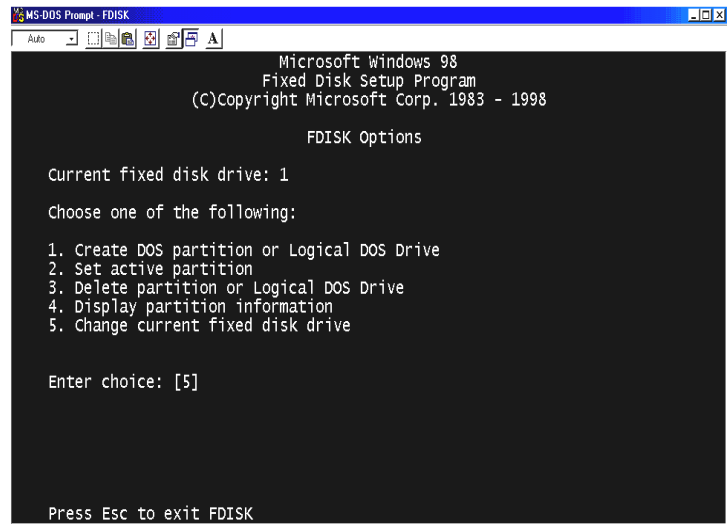 MS-DOS Prompt - FDISK
Auto
A
Microsoft Windows 98
Fixed Disk Setup Program
(C)Copyright Microsoft Corp. 1983 - 1998
FDISK Options
Current fixed disk drive: 1
Choose one of the following:
1. Create DOS partition or Logical DOS Drive
2. Set active partition
3. Delete partition or Logical DOS Drive
4. Display partition information
5. Change current fixed disk drive
Enter choice: [5]
Press Esc to exit FDISK